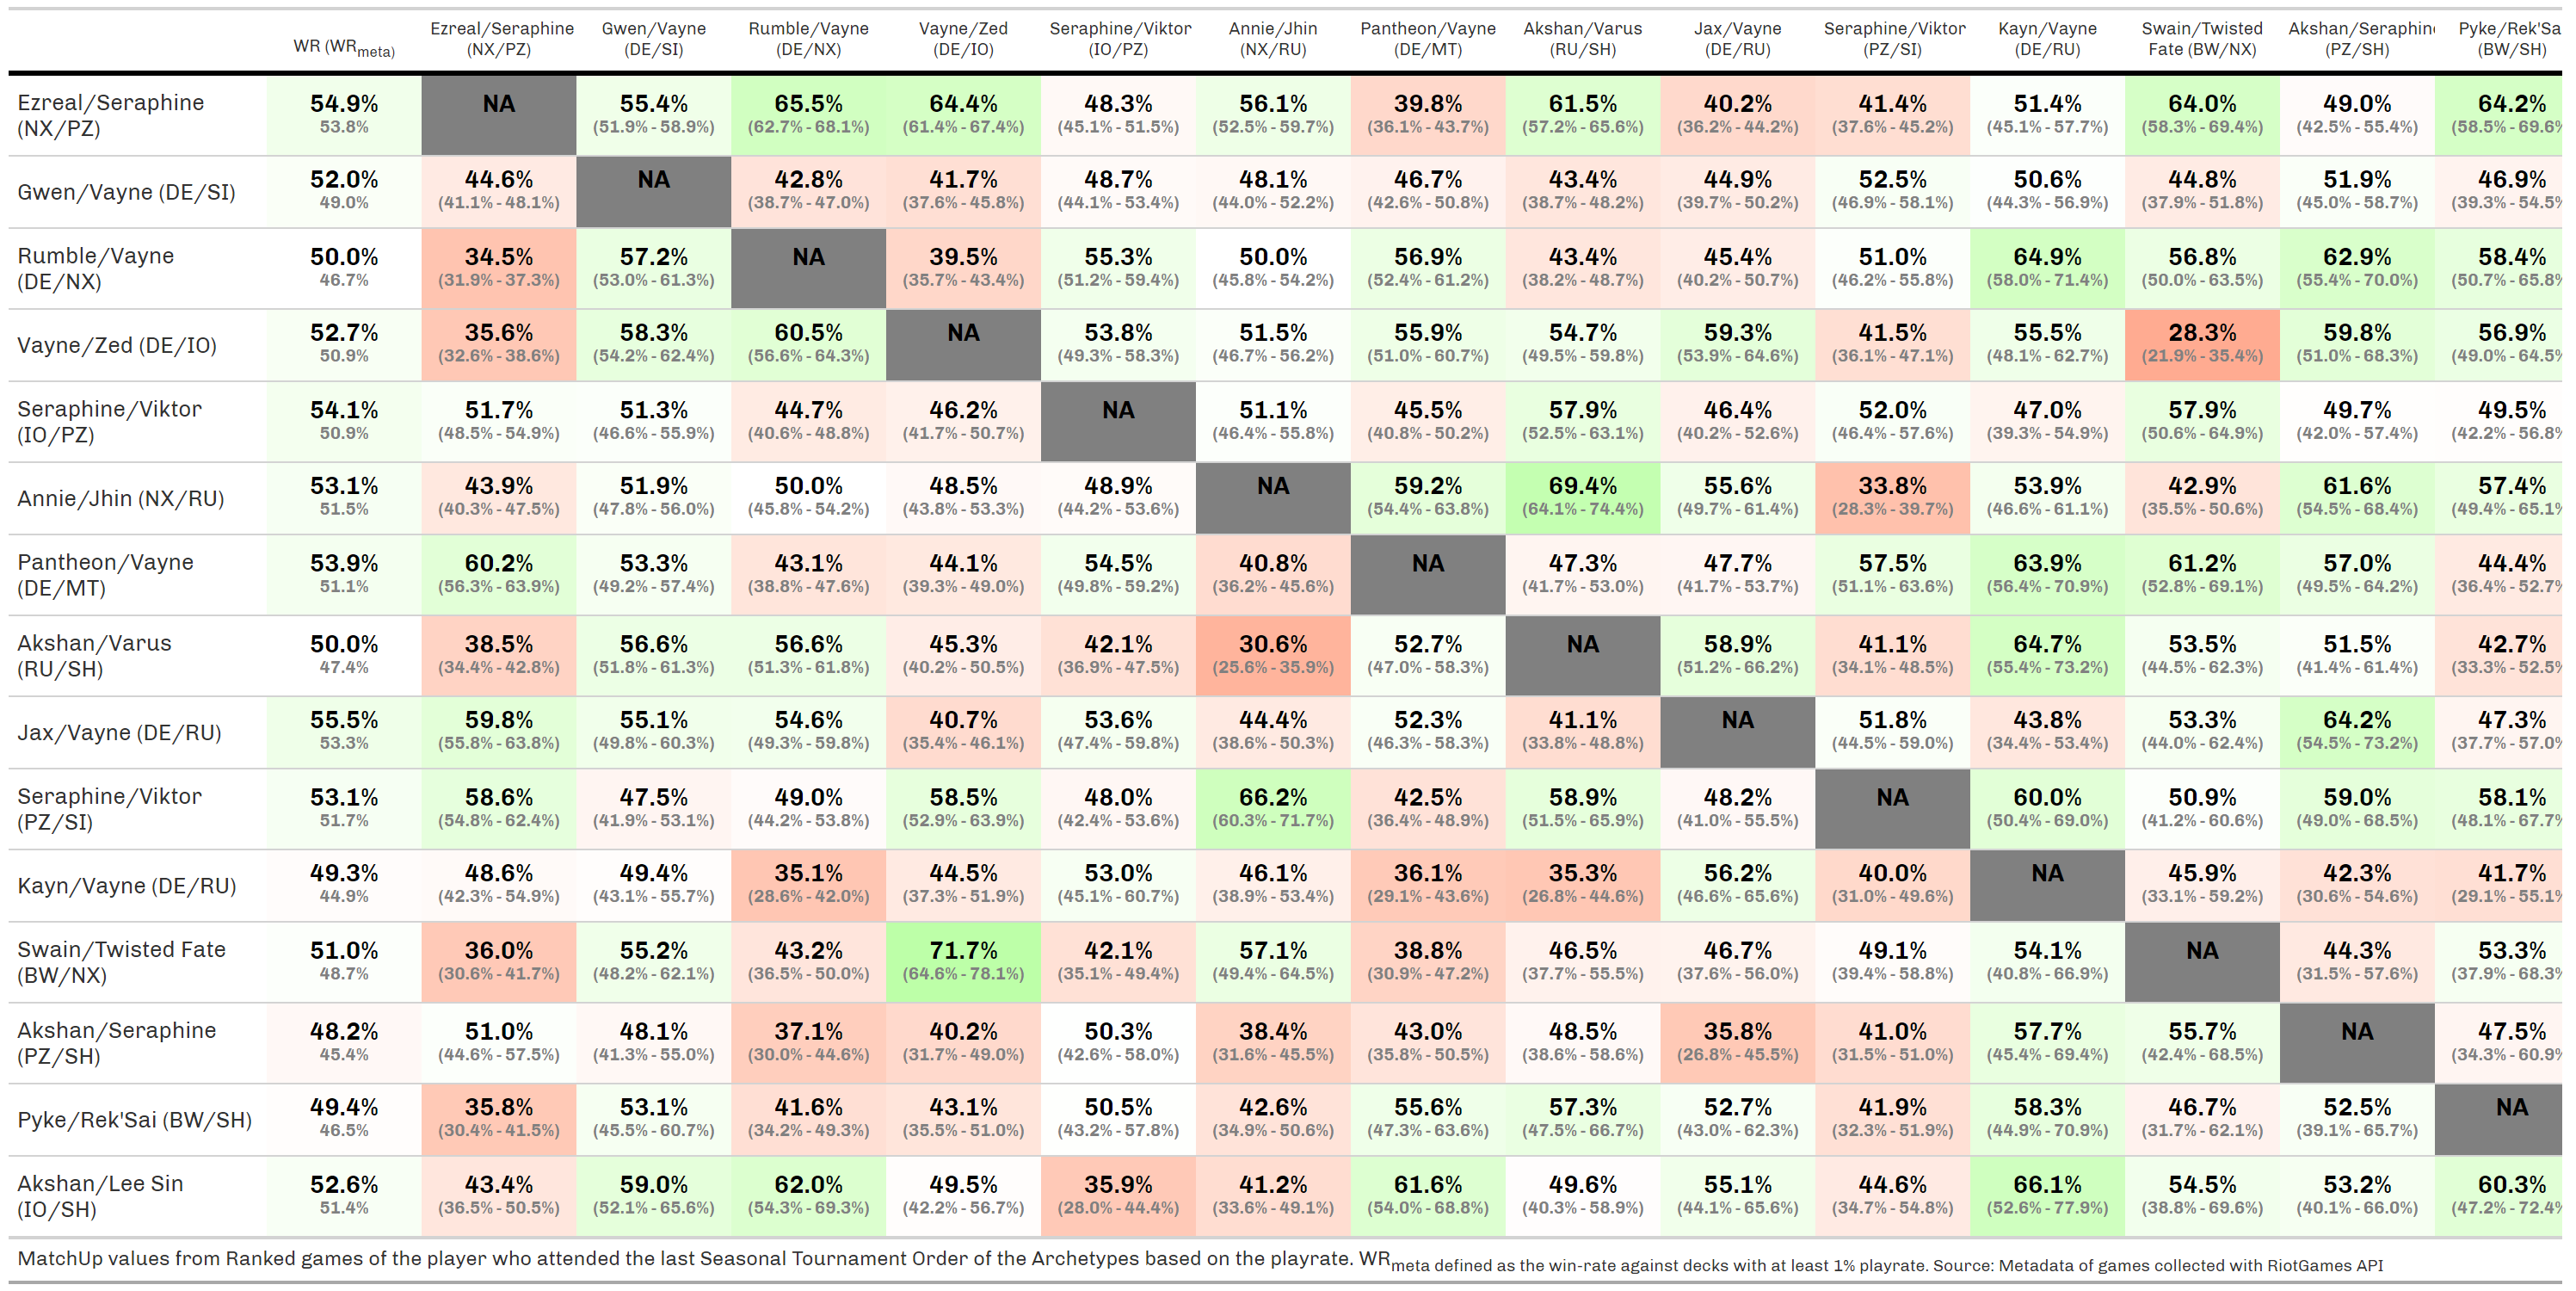 WR (WRmeta) Ezreal/Seraphine (NX/PZ) Gwen/Vayne (DE/SI) Rumble/Vayne (DE/NX) Vayne/Zed (DE/IO) Seraphine/Viktor (IO/PZ) Annie/Jhin (NX/RU) Pantheon/Vayne (DE/MT) Akshan/Varus (RU/SH) Jax/Vayne (DE/RU) Seraphine/Viktor (PZ/SI) Kayn/Vayne (DE/RU) Swain/Twisted Fate (BW/NX) Akshan/Seraphin (PZ/SH) Pyke/Rek'Sa (BW/SH)
Ezreal/Seraphine 54.9% NA 55.4% 65.5% 64.4% 48.3% 56.1% 39.8% 61.5% 40.2% 41.4% 51.4% 64.0% 49.0% 64.2%
(NX/PZ) 53.8% (51.9% - 58.9%) (62.7% - 68.1%) (61.4% - 67.4%) (45.1% - 51.5%) (52.5% - 59.7%) (36.1% - 43.7%) (57.2% - 65.6%) (36.2% - 44.2%) (37.6% - 45.2%) (45.1% - 57.7%) (58.3% - 69.4%) (42.5% - 55.4%) (58.5% - 69.6%
Gwen/Vayne (DE/SI) 52.0% 44.6% NA 42.8% 41.7% 48.7% 48.1% 46.7% 43.4% 44.9% 52.5% 50.6% 44.8% 51.9% 46.9%
49.0% (41.1% - 48.1%) (38.7% - 47.0%) (37.6% - 45.8%) (44.1% - 53.4%) (44.0% - 52.2%) (42.6% - 50.8%) (38.7% - 48.2%) (39.7% - 50.2%) (46.9% - 58.1%) (44.3% - 56.9%) (37.9% - 51.8%) (45.0% - 58.7%) (39.3% - 54.5%
Rumble/Vayne 50.0% 34.5% 57.2% NA 39.5% 55.3% 50.0% 56.9% 43.4% 45.4% 51.0% 64.9% 56.8% 62.9% 58.4%
(DE/NX) 46.7% (31.9% - 37.3%) (53.0% - 61.3%) (35.7% - 43.4%) (51.2% - 59.4%) (45.8% - 54.2%) (52.4% - 61.2%) (38.2% - 48.7%) (40.2% - 50.7%) (46.2% - 55.8%) (58.0% - 71.4%) (50.0% - 63.5%) (55.4% - 70.0%) (50.7% - 65.8%
Vayne/Zed (DE/IO) 52.7% 35.6% 58.3% 60.5% NA 53.8% 51.5% 55.9% 54.7% 59.3% 41.5% 55.5% 28.3% 59.8% 56.9%
50.9% (32.6% - 38.6%) (54.2% - 62.4%) (56.6% - 64.3%) (49.3% - 58.3%) (46.7% - 56.2%) (51.0% - 60.7%) (49.5% - 59.8%) (53.9% - 64.6%) (36.1% - 47.1%) (48.1% - 62.7%) (21.9% - 35.4%) (51.0% - 68.3%) (49.0% - 64.5%
Seraphine/Viktor 54.1% 51.7% 51.3% 44.7% 46.2% NA 51.1% 45.5% 57.9% 46.4% 52.0% 47.0% 57.9% 49.7% 49.5%
(IO/PZ) 50.9% (48.5% - 54.9%) (46.6% - 55.9%) (40.6% - 48.8%) (41.7% - 50.7%) (46.4% - 55.8%) (40.8% - 50.2%) (52.5% - 63.1%) (40.2% - 52.6%) (46.4% - 57.6%) (39.3% - 54.9%) (50.6% - 64.9%) (42.0% - 57.4%) (42.2% - 56.8%
Annie/Jhin (NX/RU) 53.1% 43.9% 51.9% 50.0% 48.5% 48.9% NA 59.2% 69.4% 55.6% 33.8% 53.9% 42.9% 61.6% 57.4%
51.5% (40.3% - 47.5%) (47.8% - 56.0%) (45.8% - 54.2%) (43.8% - 53.3%) (44.2% - 53.6%) (54.4% - 63.8%) (64.1% - 74.4%) (49.7% - 61.4%) (28.3% - 39.7%) (46.6% - 61.1%) (35.5% - 50.6%) (54.5% - 68.4%) (49.4% - 65.1%
Pantheon/Vayne 53.9% 60.2% 53.3% 43.1% 44.1% 54.5% 40.8% NA 47.3% 47.7% 57.5% 63.9% 61.2% 57.0% 44.4%
(DE/MT) 51.1% (56.3% - 63.9%) (49.2% - 57.4%) (38.8% - 47.6%) (39.3% - 49.0%) (49.8% - 59.2%) (36.2% - 45.6%) (41.7% - 53.0%) (41.7% - 53.7%) (51.1% - 63.6%) (56.4% - 70.9%) (52.8% - 69.1%) (49.5% - 64.2%) (36.4% - 52.7%
Akshan/Varus 50.0% 38.5% 56.6% 56.6% 45.3% 42.1% 30.6% 52.7% NA 58.9% 41.1% 64.7% 53.5% 51.5% 42.7%
(RU/SH) 47.4% (34.4% - 42.8%) (51.8% - 61.3%) (51.3% - 61.8%) (40.2% - 50.5%) (36.9% - 47.5%) (25.6% - 35.9%) (47.0% - 58.3%) (51.2% - 66.2%) (34.1% - 48.5%) (55.4% - 73.2%) (44.5% - 62.3%) (41.4% - 61.4%) (33.3% - 52.5%
Jax/Vayne (DE/RU) 55.5% 59.8% 55.1% 54.6% 40.7% 53.6% 44.4% 52.3% 41.1% NA 51.8% 43.8% 53.3% 64.2% 47.3%
53.3% (55.8% - 63.8%) (49.8% - 60.3%) (49.3% - 59.8%) (35.4% - 46.1%) (47.4% - 59.8%) (38.6% - 50.3%) (46.3% - 58.3%) (33.8% - 48.8%) (44.5% - 59.0%) (34.4% - 53.4%) (44.0% - 62.4%) (54.5% - 73.2%) (37.7% - 57.0%
Seraphine/Viktor 53.1% 58.6% 47.5% 49.0% 58.5% 48.0% 66.2% 42.5% 58.9% 48.2% NA 60.0% 50.9% 59.0% 58.1%
(PZ/SI) 51.7% (54.8% - 62.4%) (41.9% - 53.1%) (44.2% - 53.8%) (52.9% - 63.9%) (42.4% - 53.6%) (60.3% - 71.7%) (36.4% - 48.9%) (51.5% - 65.9%) (41.0% - 55.5%) (50.4% - 69.0%) (41.2% - 60.6%) (49.0% - 68.5%) (48.1% - 67.7%
Kayn/Vayne (DE/RU) 49.3% 48.6% 49.4% 35.1% 44.5% 53.0% 46.1% 36.1% 35.3% 56.2% 40.0% NA 45.9% 42.3% 41.7%
44.9% (42.3% - 54.9%) (43.1% - 55.7%) (28.6% - 42.0%) (37.3% - 51.9%) (45.1% - 60.7%) (38.9% - 53.4%) (29.1% - 43.6%) (26.8% - 44.6%) (46.6% - 65.6%) (31.0% - 49.6%) (33.1% - 59.2%) (30.6% - 54.6%) (29.1% - 55.1%
Swain/Twisted Fate 51.0% 36.0% 55.2% 43.2% 71.7% 42.1% 57.1% 38.8% 46.5% 46.7% 49.1% 54.1% NA 44.3% 53.3%
(BW/NX) 48.7% (30.6% - 41.7%) (48.2% - 62.1%) (36.5% - 50.0%) (64.6% - 78.1%) (35.1% - 49.4%) (49.4% - 64.5%) (30.9% - 47.2%) (37.7% - 55.5%) (37.6% - 56.0%) (39.4% - 58.8%) (40.8% - 66.9%) (31.5% - 57.6%) (37.9% - 68.3%
Akshan/Seraphine 48.2% 51.0% 48.1% 37.1% 40.2% 50.3% 38.4% 43.0% 48.5% 35.8% 41.0% 57.7% 55.7% NA 47.5%
(PZ/SH) 45.4% (44.6% - 57.5%) (41.3% - 55.0%) (30.0% - 44.6%) (31.7% - 49.0%) (42.6% - 58.0%) (31.6% - 45.5%) (35.8% - 50.5%) (38.6% - 58.6%) (26.8% - 45.5%) (31.5% - 51.0%) (45.4% - 69.4%) (42.4% - 68.5%) (34.3% - 60.9%
Pyke/Rek'Sai (BW/SH) 49.4% 35.8% 53.1% 41.6% 43.1% 50.5% 42.6% 55.6% 57.3% 52.7% 41.9% 58.3% 46.7% 52.5% NA
46.5% (30.4% - 41.5%) (45.5% - 60.7%) (34.2% - 49.3%) (35.5% - 51.0%) (43.2% - 57.8%) (34.9% - 50.6%) (47.3% - 63.6%) (47.5% - 66.7%) (43.0% - 62.3%) (32.3% - 51.9%) (44.9% - 70.9%) (31.7% - 62.1%) (39.1% - 65.7%)
Akshan/Lee Sin 52.6% 43.4% 59.0% 62.0% 49.5% 35.9% 41.2% 61.6% 49.6% 55.1% 44.6% 66.1% 54.5% 53.2% 60.3%
(IO/SH) 51.4% (36.5% - 50.5%) (52.1% - 65.6%) (54.3% - 69.3%) (42.2% - 56.7%) (28.0% - 44.4%) (33.6% - 49.1%) (54.0% - 68.8%) (40.3% - 58.9%) (44.1% - 65.6%) (34.7% - 54.8%) (52.6% - 77.9%) (38.8% - 69.6%) (40.1% - 66.0%) (47.2% - 72.4%
MatchUp values from Ranked games of the player who attended the last Seasonal Tournament Order of the Archetypes based on the playrate. WRmeta defined as the win-rate against decks with at least 1% playrate. Source: Metadata of games collected with RiotGames API